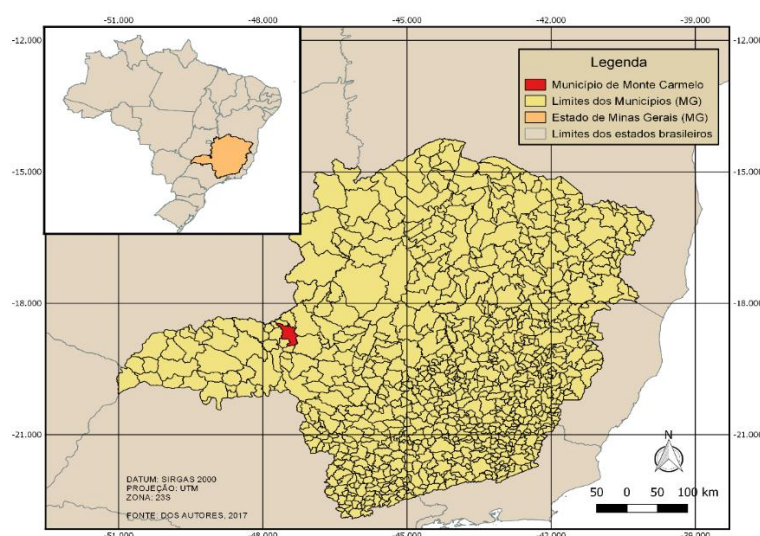 -51.000 -48.000 -45.000 -42.000 -39.000
-12.000 -12.000
Legenda
Município de Monte Carmelo
Limites dos Municípios (MG)
Estado de Minas Gerais (MG)
Limites dos estados brasileiros
-15.000 -15.000
-18.000 -18.000
-21.000 -21.000
N
DATUM: SIRGAS 2000
PROJEÇÃO: UTM
ZONA: 23S
FONTE: DOS AUTORES, 2017
50 0 50 100 km
-51.000 -48.000 -45.000 -42.000 -39.000